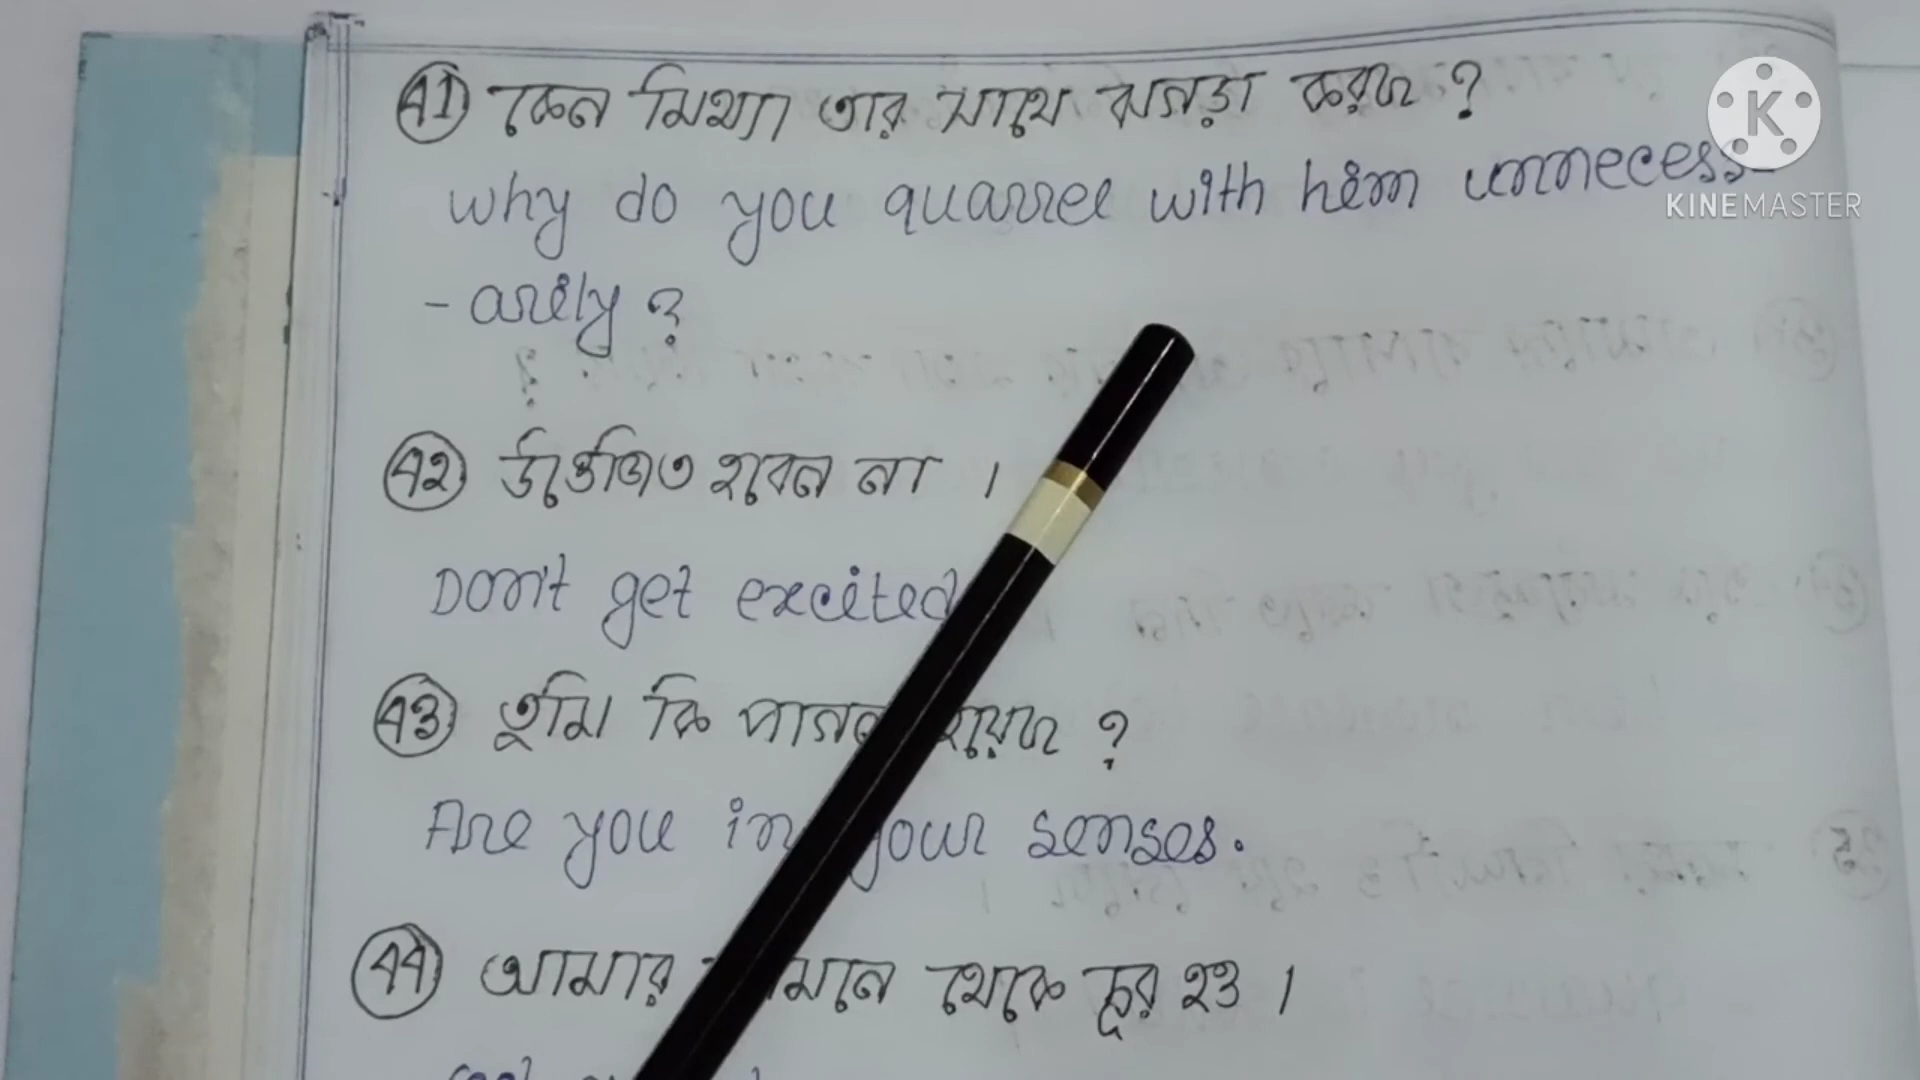 41 কেন মিথ্যা তার সাথে ঝগড়া করছ ?
why do you quarrel with him unnecess-
- arily ?
42 উত্তেজিত হবেন না ।
Don't get excited
43 তুমি কি পাগল হয়েছ ?
Are you in your senses.
44 আমার সামনে থেকে দূর হও ।
K
KINEMASTER